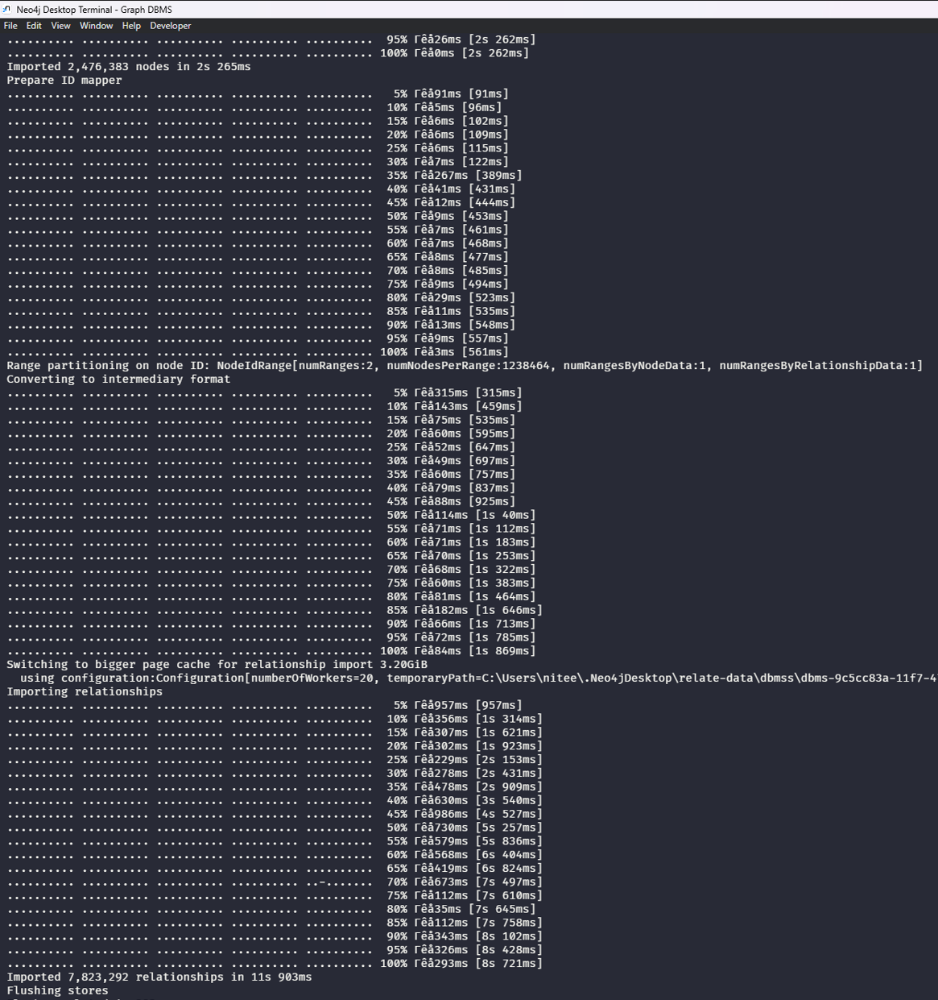 Neo4j Desktop Terminal - Graph DBMS
File Edit View Window Help Developer
.......... .......... .......... .......... .......... 95% Γêå26ms [2s 262ms]
.......... .......... .......... .......... .......... 100% Γêå0ms [2s 262ms]
Imported 2,476,383 nodes in 2s 265ms
Prepare ID mapper
.......... .......... .......... .......... .......... 5% Γêå91ms [91ms]
.......... .......... .......... .......... .......... 10% Γêå5ms [96ms]
.......... .......... .......... .......... .......... 15% Γêå6ms [102ms]
.......... .......... .......... .......... .......... 20% Γêå6ms [109ms]
.......... .......... .......... .......... .......... 25% Γêå6ms [115ms]
.......... .......... .......... .......... .......... 30% Γêå7ms [122ms]
.......... .......... .......... .......... .......... 35% Γêå267ms [389ms]
.......... .......... .......... .......... .......... 40% Γêå41ms [431ms]
.......... .......... .......... .......... .......... 45% Γêå12ms [444ms]
.......... .......... .......... .......... .......... 50% Γêå9ms [453ms]
.......... .......... .......... .......... .......... 55% Γêå7ms [461ms]
.......... .......... .......... .......... .......... 60% Γêå7ms [468ms]
.......... .......... .......... .......... .......... 65% Γêå8ms [477ms]
.......... .......... .......... .......... .......... 70% Γêå8ms [485ms]
.......... .......... .......... .......... .......... 75% Γêå9ms [494ms]
.......... .......... .......... .......... .......... 80% Γêå29ms [523ms]
.......... .......... .......... .......... .......... 85% Γêå11ms [535ms]
.......... .......... .......... .......... .......... 90% Γêå13ms [548ms]
.......... .......... .......... .......... .......... 95% Γêå9ms [557ms]
.......... .......... .......... .......... .......... 100% Γêå3ms [561ms]
Range partitioning on node ID: NodeIdRange[numRanges:2, numNodesPerRange:1238464, numRangesByNodeData:1, numRangesByRelationshipData:1]
Converting to intermediary format
.......... .......... .......... .......... .......... 5% Γêå315ms [315ms]
.......... .......... .......... .......... .......... 10% Γêå143ms [459ms]
.......... .......... .......... .......... .......... 15% Γêå75ms [535ms]
.......... .......... .......... .......... .......... 20% Γêå60ms [595ms]
.......... .......... .......... .......... .......... 25% Γêå52ms [647ms]
.......... .......... .......... .......... .......... 30% Γêå49ms [697ms]
.......... .......... .......... .......... .......... 35% Γêå60ms [757ms]
.......... .......... .......... .......... .......... 40% Γêå79ms [837ms]
.......... .......... .......... .......... .......... 45% Γêå88ms [925ms]
.......... .......... .......... .......... .......... 50% Γêå114ms [1s 40ms]
.......... .......... .......... .......... .......... 55% Γêå71ms [1s 112ms]
.......... .......... .......... .......... .......... 60% Γêå71ms [1s 183ms]
.......... .......... .......... .......... .......... 65% Γêå70ms [1s 253ms]
.......... .......... .......... .......... .......... 70% Γêå68ms [1s 322ms]
.......... .......... .......... .......... .......... 75% Γêå60ms [1s 383ms]
.......... .......... .......... .......... .......... 80% Γêå81ms [1s 464ms]
.......... .......... .......... .......... .......... 85% Γêå182ms [1s 646ms]
.......... .......... .......... .......... .......... 90% Γêå66ms [1s 713ms]
.......... .......... .......... .......... .......... 95% Γêå72ms [1s 785ms]
.......... .......... .......... .......... .......... 100% Γêå84ms [1s 869ms]
Switching to bigger page cache for relationship import 3.20GiB
using configuration:Configuration[numberOfWorkers=20, temporaryPath=C:\Users\nitee\.Neo4jDesktop\relate-data\dbmss\dbms-9c5cc83a-11f7-4
Importing relationships
.......... .......... .......... .......... .......... 5% Γêå957ms [957ms]
.......... .......... .......... .......... .......... 10% Γêå356ms [1s 314ms]
.......... .......... .......... .......... .......... 15% Γêå307ms [1s 621ms]
.......... .......... .......... .......... .......... 20% Γêå302ms [1s 923ms]
.......... .......... .......... .......... .......... 25% Γêå229ms [2s 153ms]
.......... .......... .......... .......... .......... 30% Γêå278ms [2s 431ms]
.......... .......... .......... .......... .......... 35% Γêå478ms [2s 909ms]
.......... .......... .......... .......... .......... 40% Γêå630ms [3s 540ms]
.......... .......... .......... .......... .......... 45% Γêå986ms [4s 527ms]
.......... .......... .......... .......... .......... 50% Γêå730ms [5s 257ms]
.......... .......... .......... .......... .......... 55% Γêå579ms [5s 836ms]
.......... .......... .......... .......... .......... 60% Γêå568ms [6s 404ms]
.......... .......... .......... .......... .......... 65% Γêå419ms [6s 824ms]
.......... .......... .......... .......... ..-....... 70% Γêå673ms [7s 497ms]
.......... .......... .......... .......... .......... 75% Γêå112ms [7s 610ms]
.......... .......... .......... .......... .......... 80% Γêå35ms [7s 645ms]
.......... .......... .......... .......... .......... 85% Γêå112ms [7s 758ms]
.......... .......... .......... .......... .......... 90% Γêå343ms [8s 102ms]
.......... .......... .......... .......... .......... 95% Γêå326ms [8s 428ms]
.......... .......... .......... .......... .......... 100% Γêå293ms [8s 721ms]
Imported 7,823,292 relationships in 11s 903ms
Flushing stores